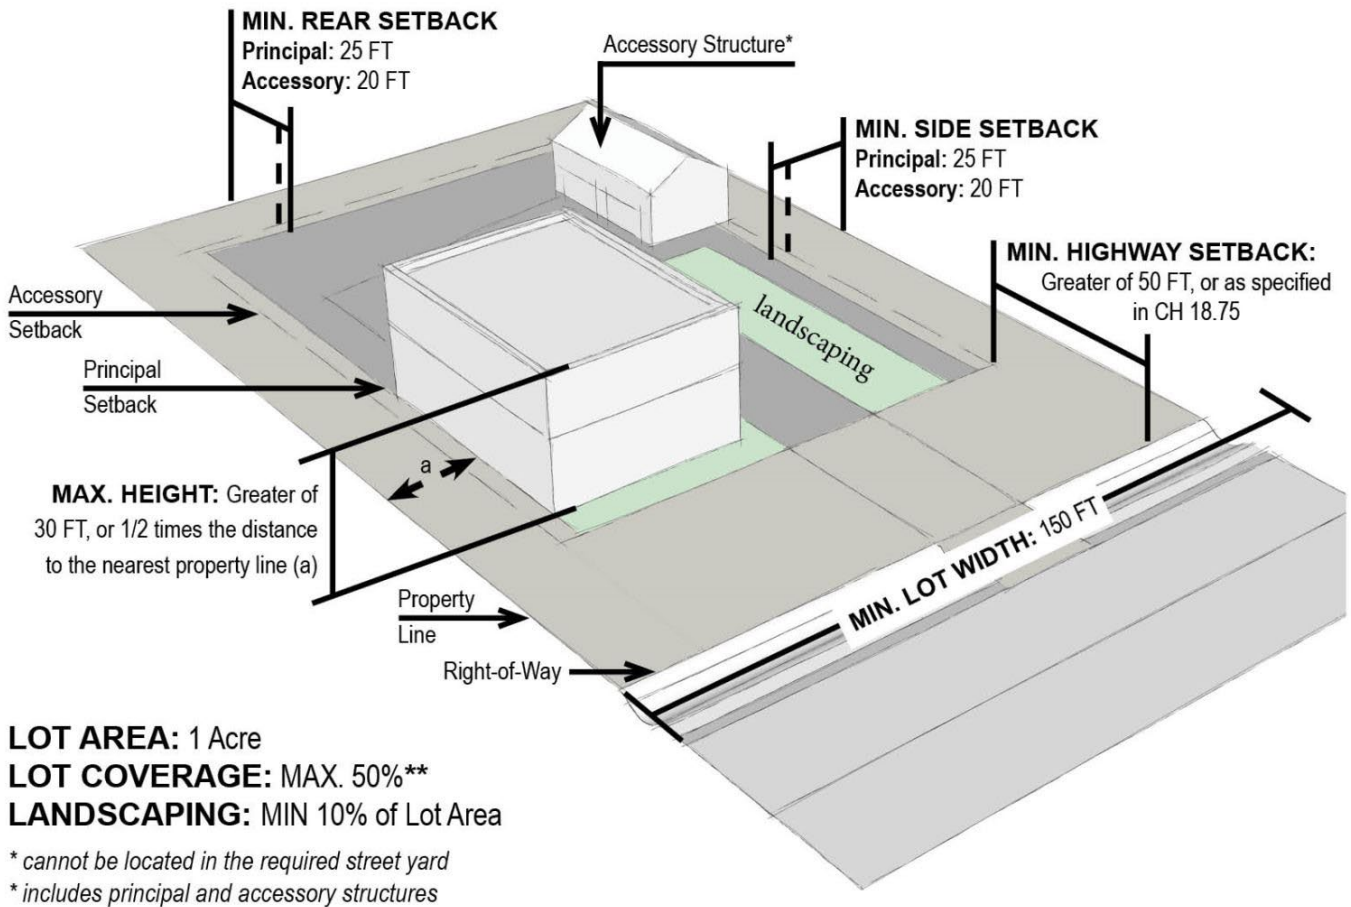 MIN. REAR SETBACK
Principal: 25 FT
Accessory: 20 FT
Accessory Structure*
MIN. SIDE SETBACK
Principal: 25 FT
Accessory: 20 FT
MIN. HIGHWAY SETBACK:
Greater of 50 FT, or as specified
in CH 18.75
Accessory
Setback
landscaping
Principal
Setback
a
MAX. HEIGHT: Greater of
30 FT, or 1/2 times the distance
to the nearest property line (a)
MIN. LOT WIDTH: 150 FT
Property
Line
Right-of-Way
LOT AREA: 1 Acre
LOT COVERAGE: MAX. 50%**
LANDSCAPING: MIN 10% of Lot Area
* cannot be located in the required street yard
* includes principal and accessory structures